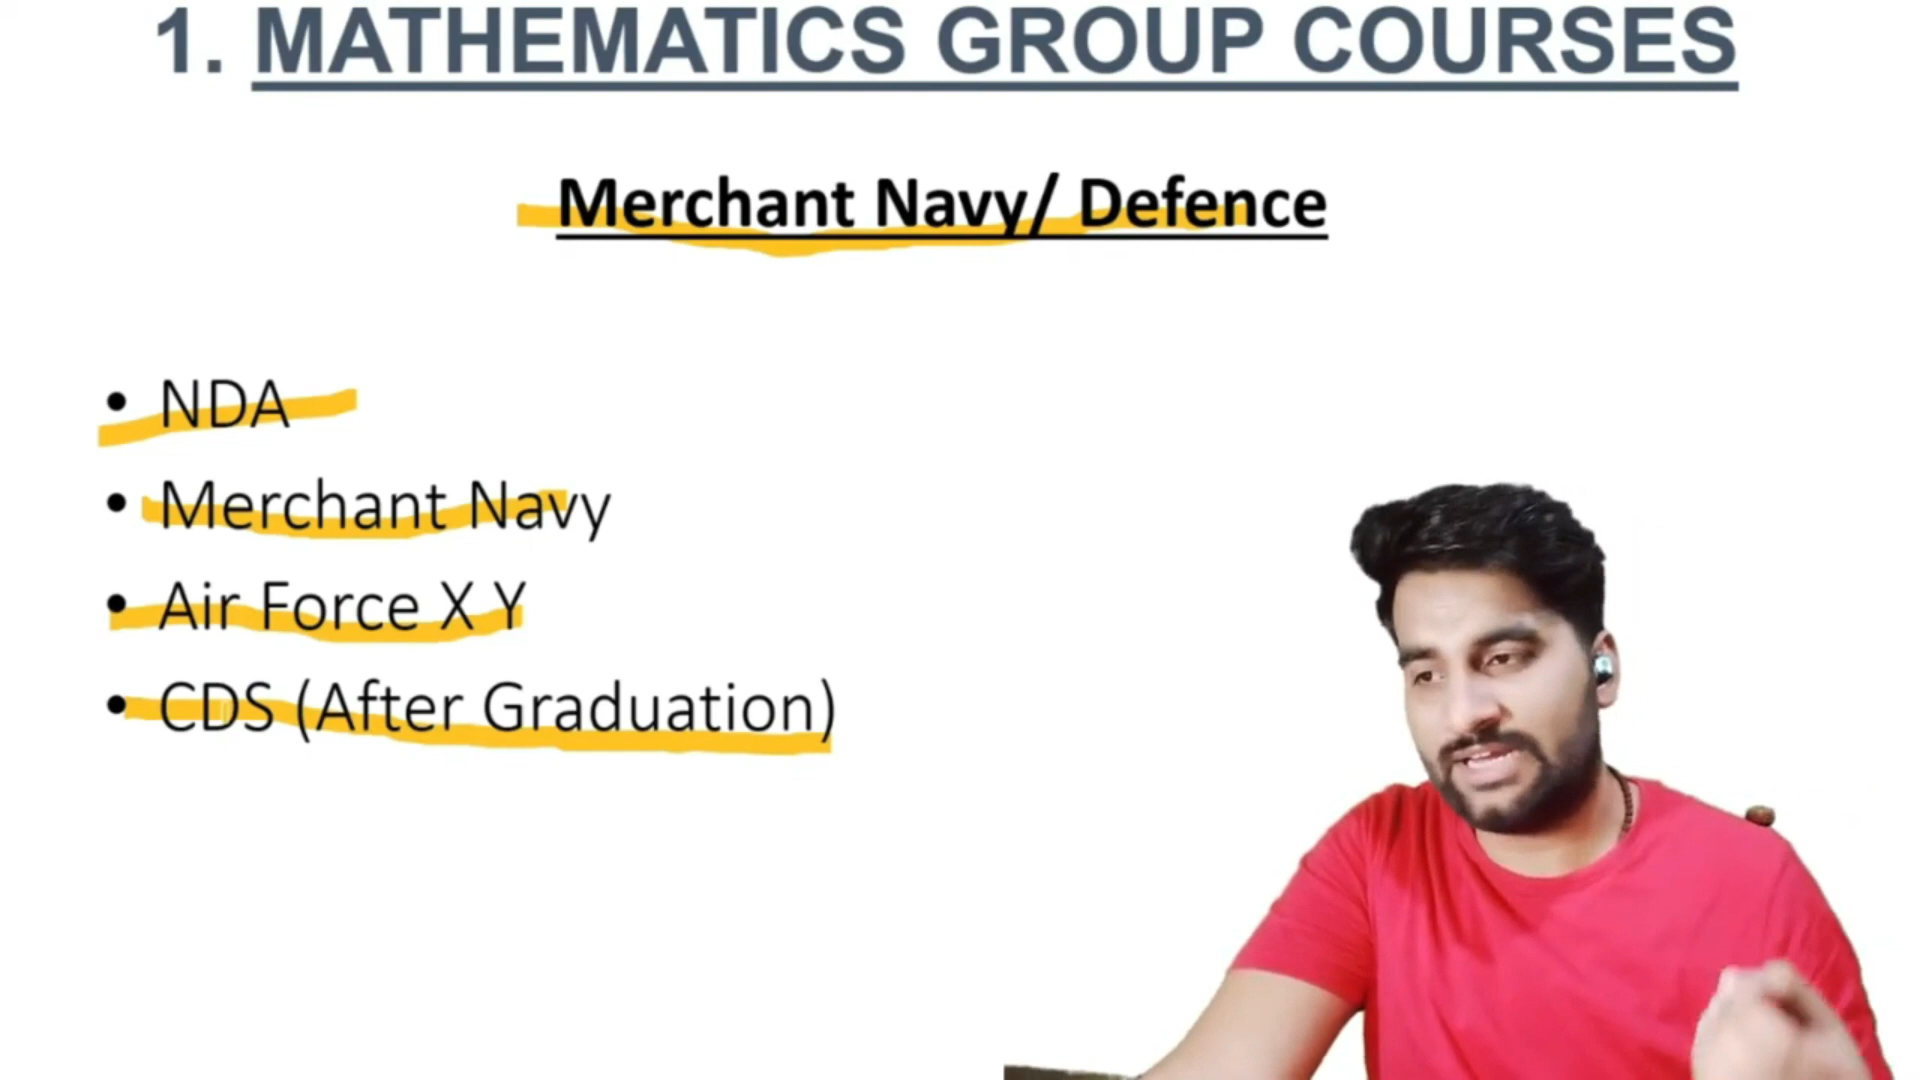 1. MATHEMATICS GROUP COURSES
Merchant Navy/ Defence
• NDA
• Merchant Navy
• Air Force X Y
• CDS (After Graduation)